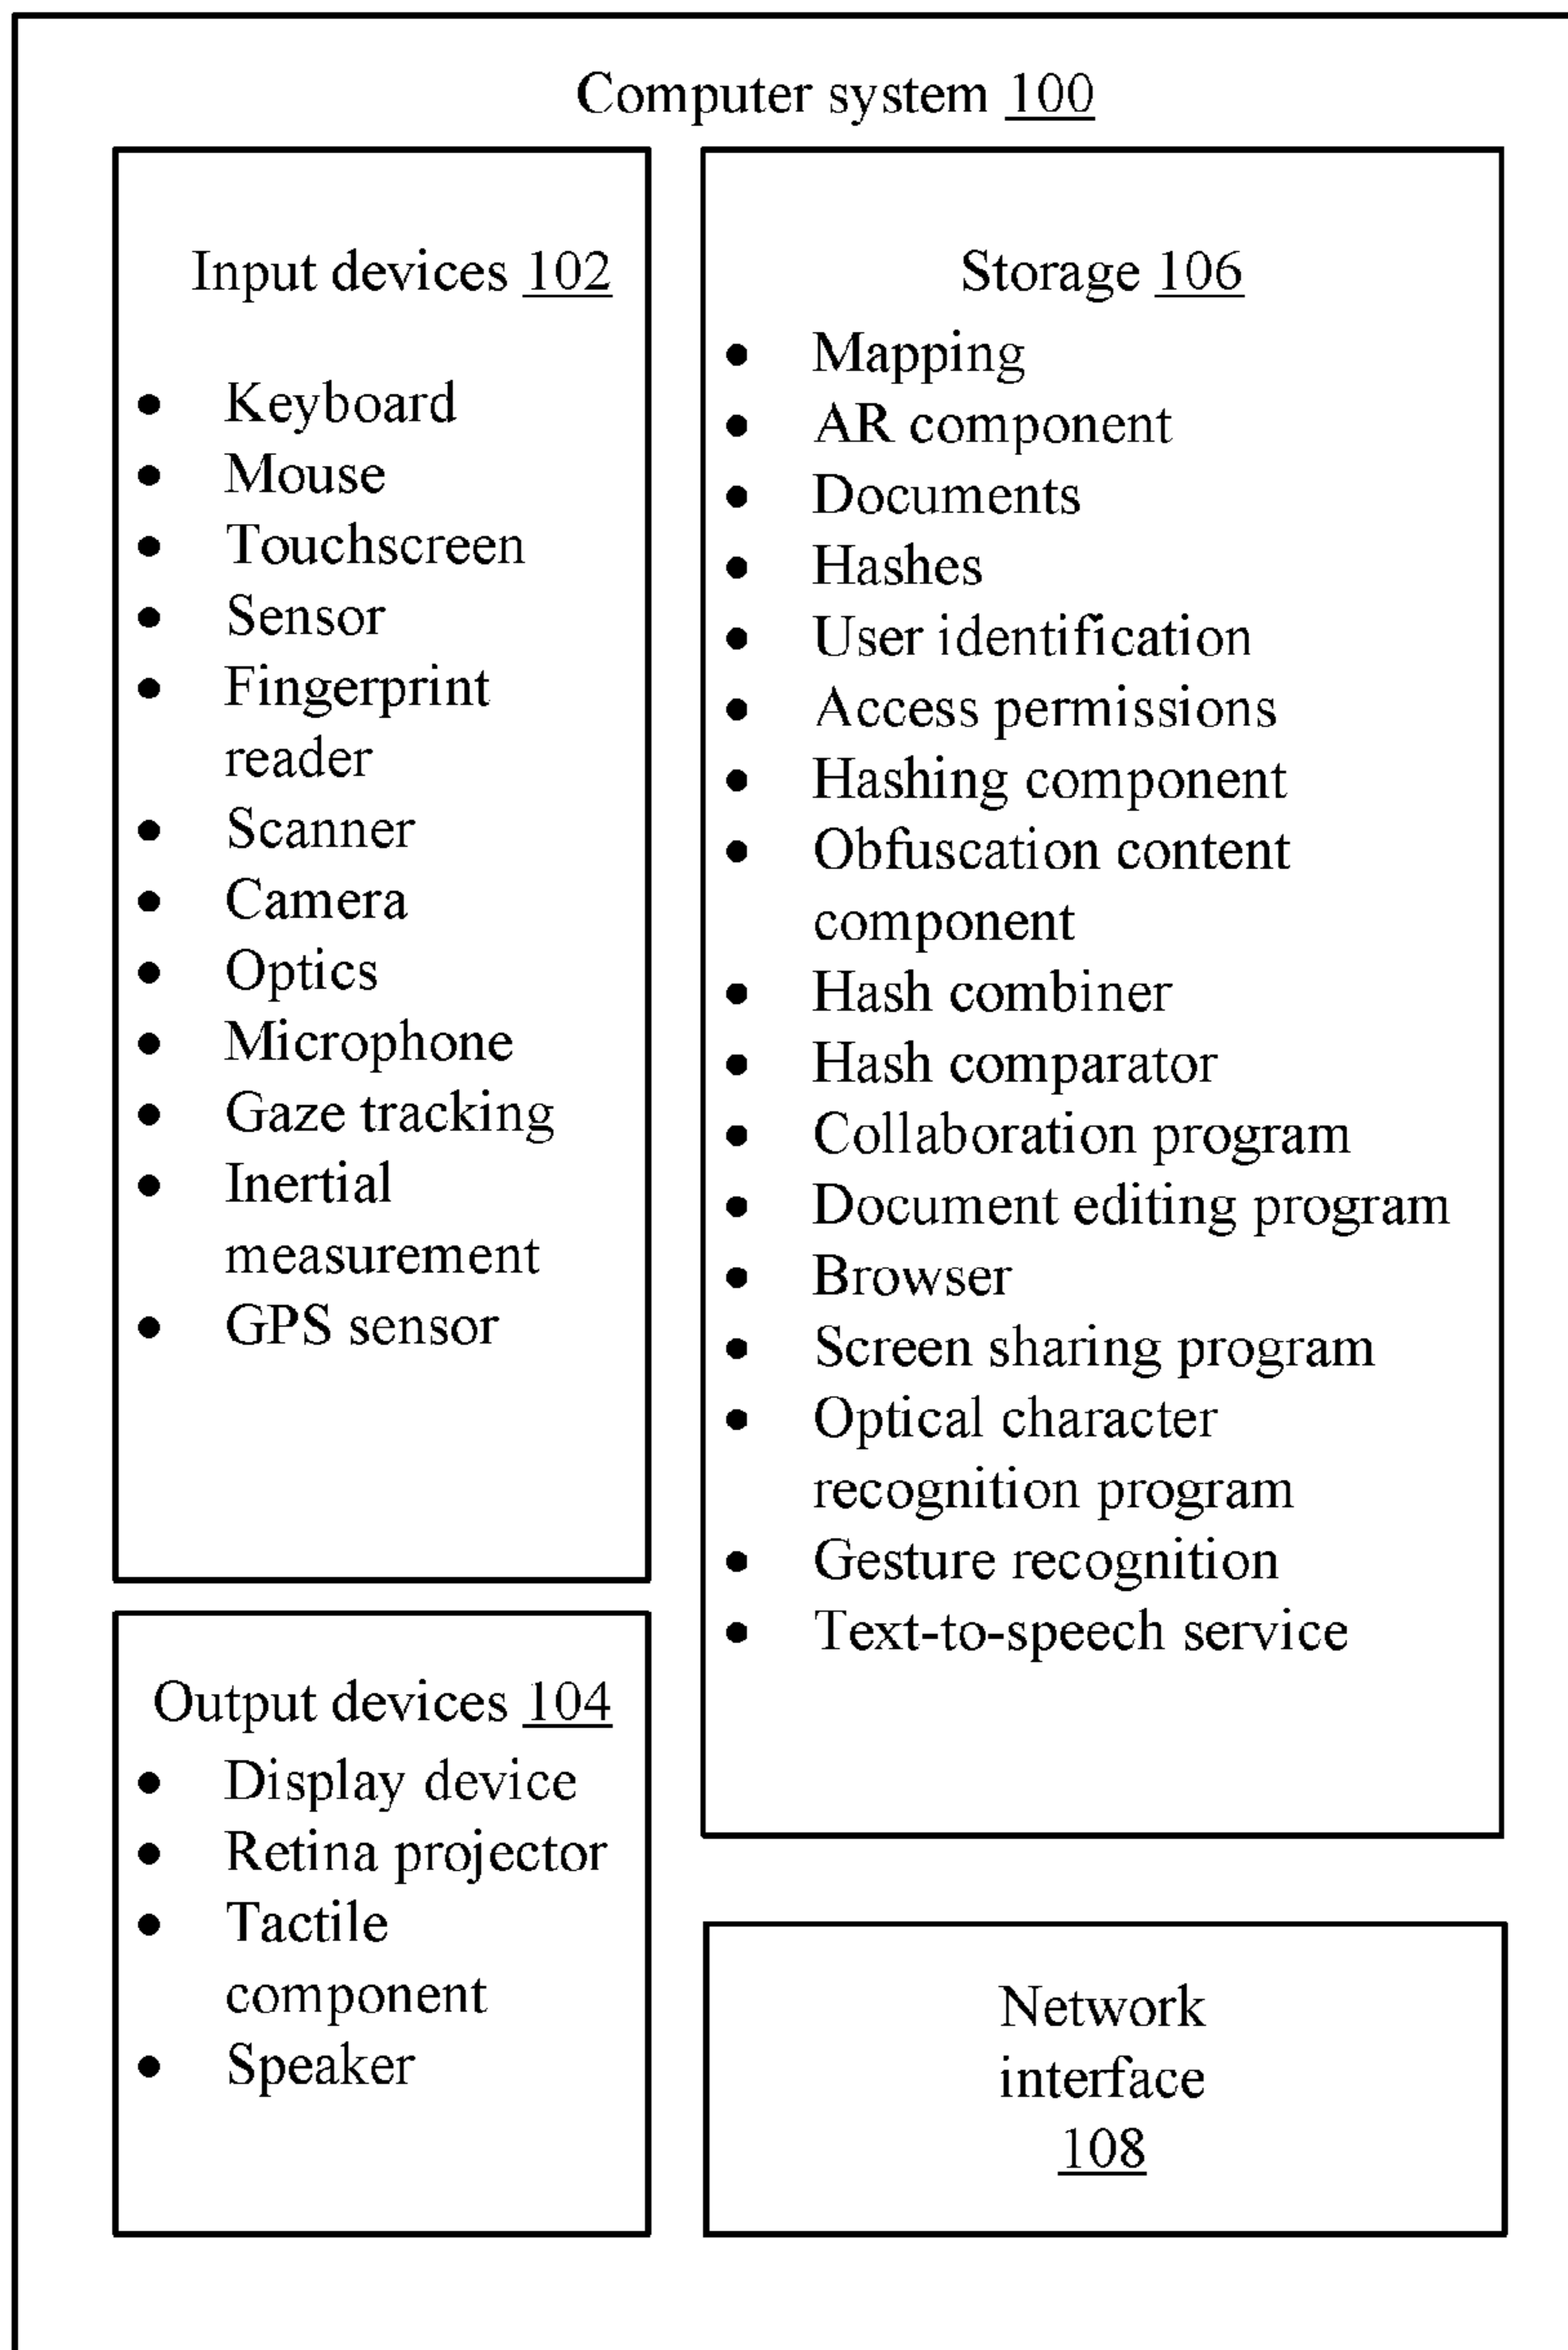 Computer system 100
Input devices 102
• Keyboard
• Mouse
• Touchscreen
• Sensor
• Fingerprint
reader
• Scanner
• Camera
• Optics
• Microphone
• Gaze tracking
• Inertial
measurement
• GPS sensor
Output devices 104
• Display device
• Retina projector
• Tactile
component
• Speaker
Storage 106
• Mapping
• AR component
• Documents
• Hashes
• User identification
• Access permissions
• Hashing component
• Obfuscation content
component
• Hash combiner
• Hash comparator
• Collaboration program
• Document editing program
• Browser
• Screen sharing program
• Optical character
recognition program
• Gesture recognition
• Text-to-speech service
Network
interface
108